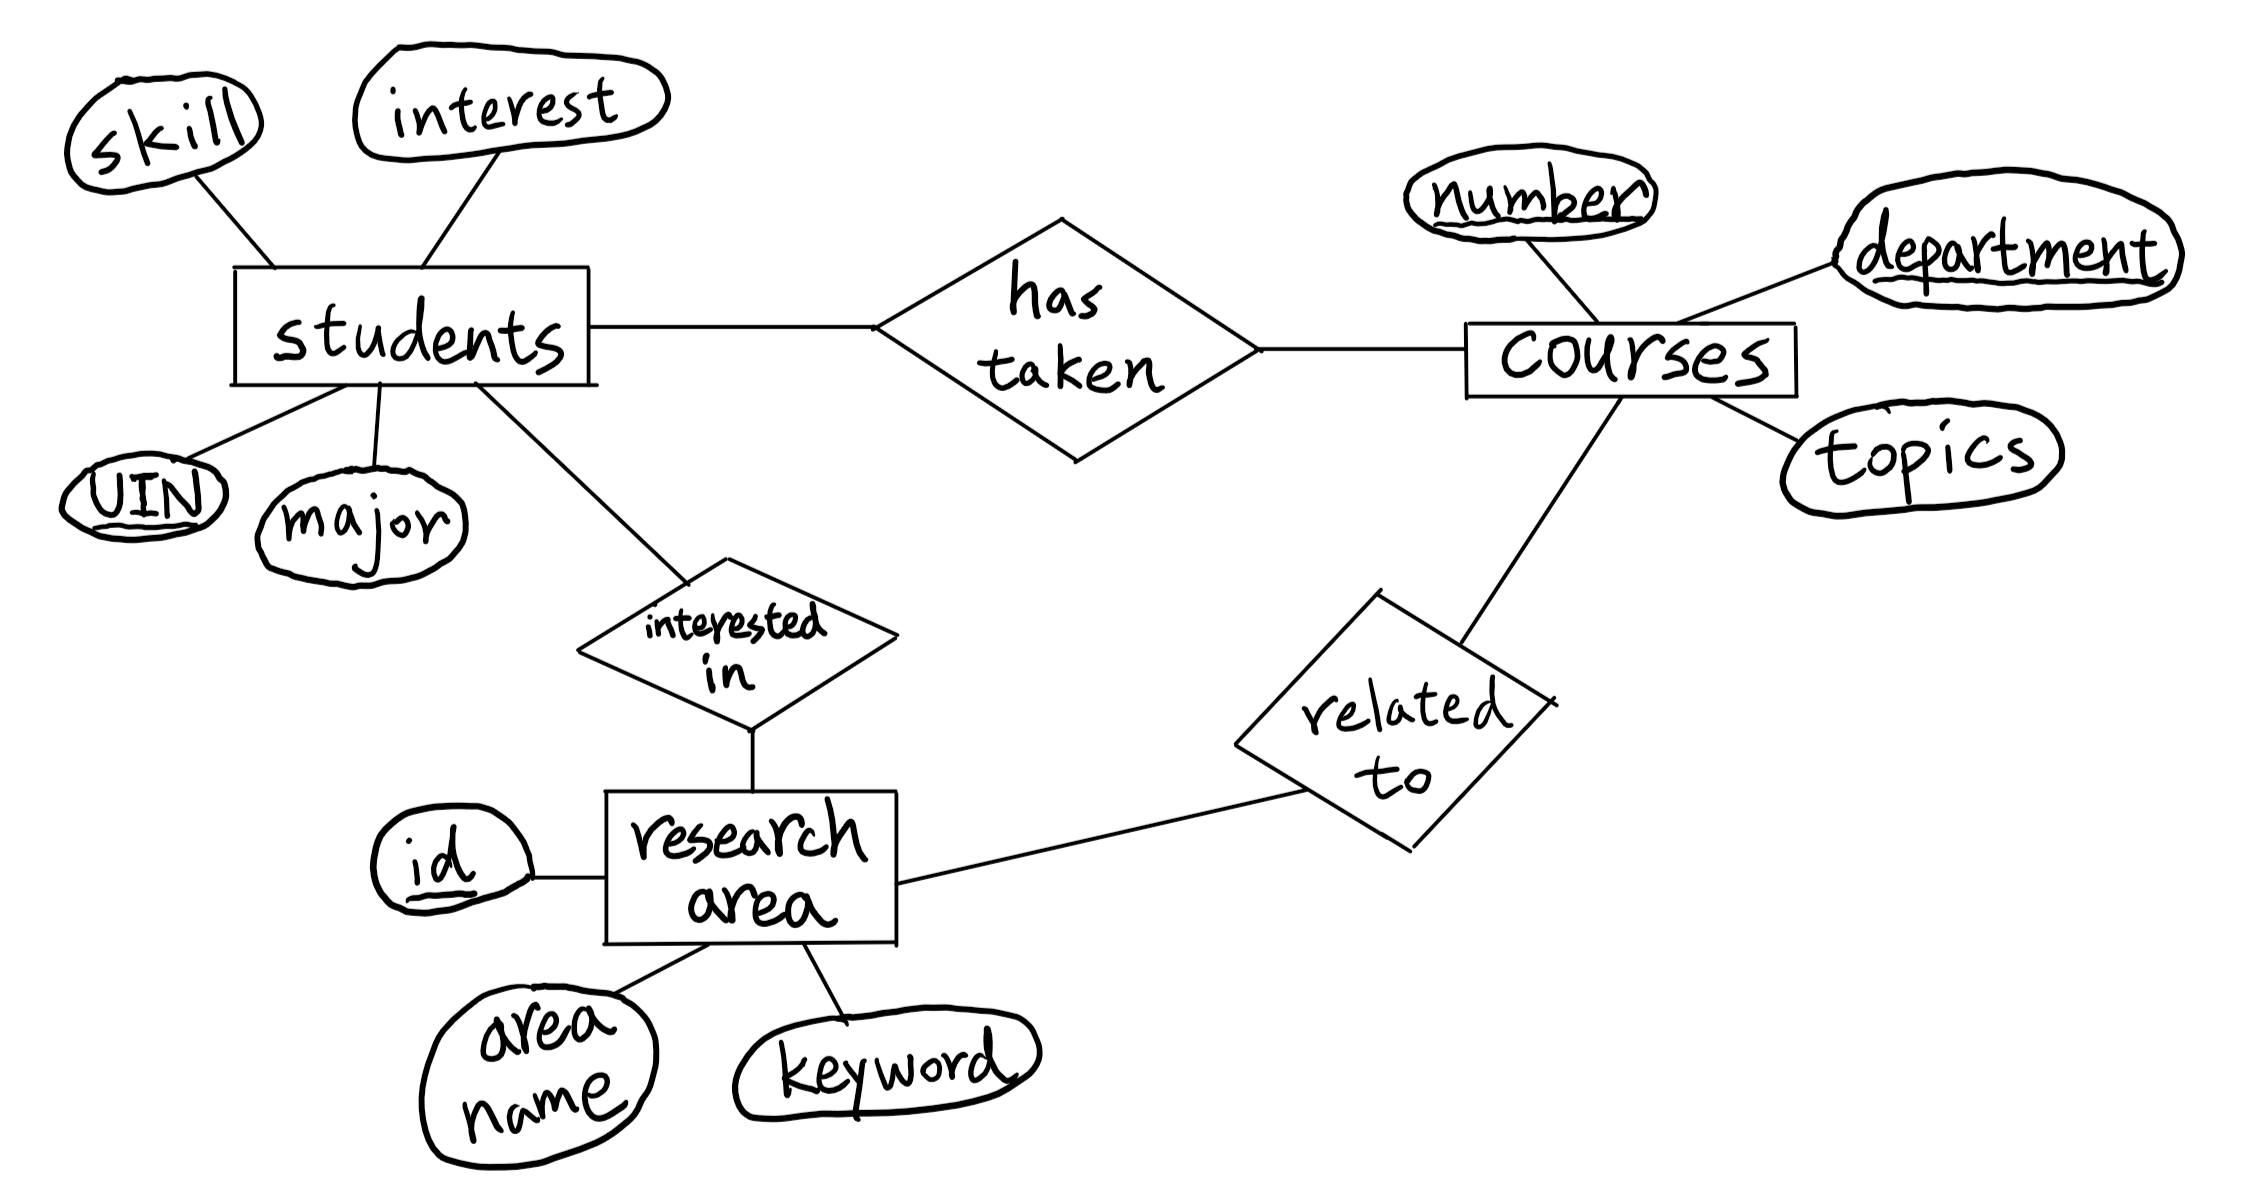 skill
interest
number
department
students
has
taken
courses
topics
UIN
major
interested
in
related
to
id
research
area
area
name
keyword